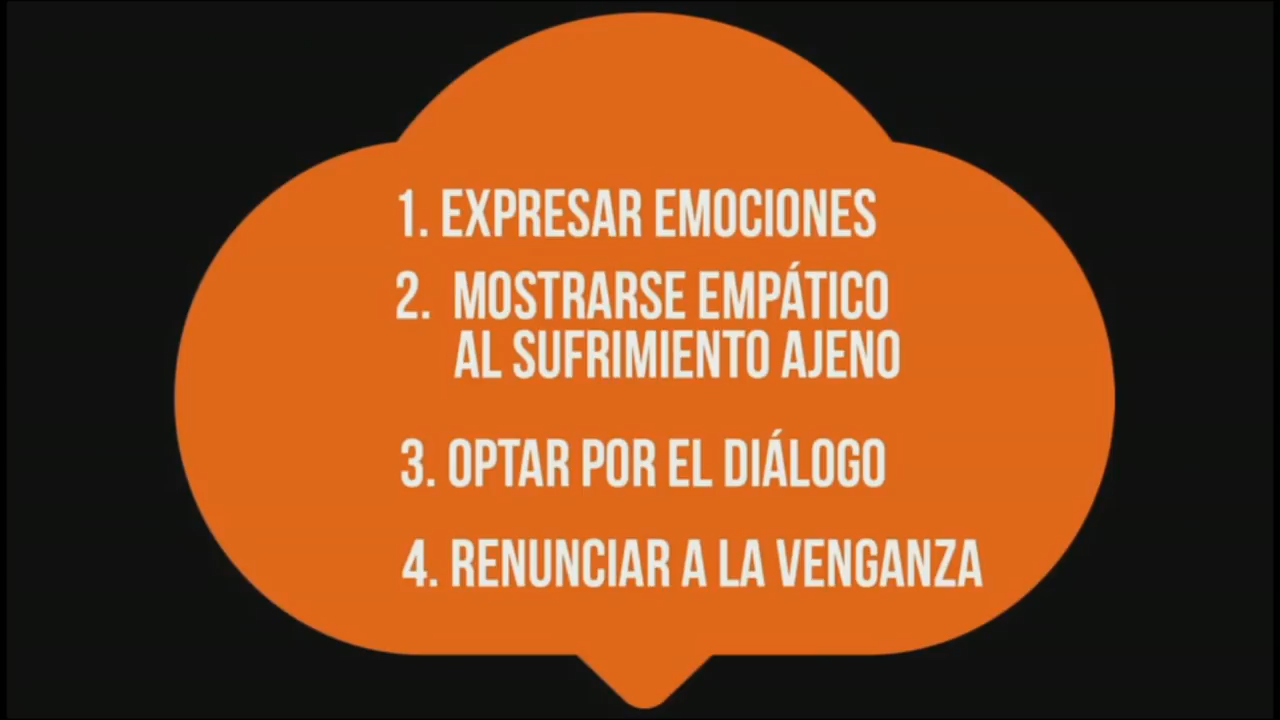 1. EXPRESAR EMOCIONES
2. MOSTRARSE EMPÁTICO
AL SUFRIMIENTO AJENO
3. OPTAR POR EL DIÁLOGO
4. RENUNCIAR A LA VENGANZA